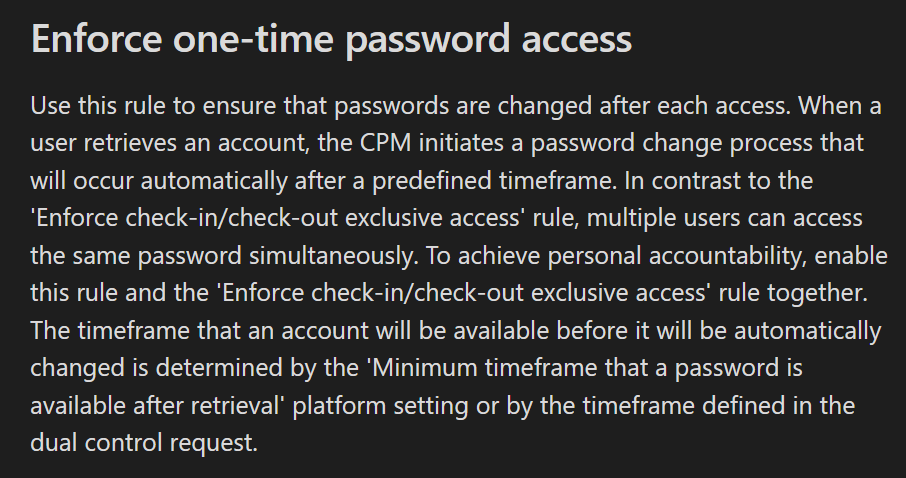 Enforce one-time password access
Use this rule to ensure that passwords are changed after each access. When a
user retrieves an account, the CPM initiates a password change process that
will occur automatically after a predefined timeframe. In contrast to the
'Enforce check-in/check-out exclusive access' rule, multiple users can access
the same password simultaneously. To achieve personal accountability, enable
this rule and the 'Enforce check-in/check-out exclusive access' rule together.
The timeframe that an account will be available before it will be automatically
changed is determined by the 'Minimum timeframe that a password is
available after retrieval' platform setting or by the timeframe defined in the
dual control request.